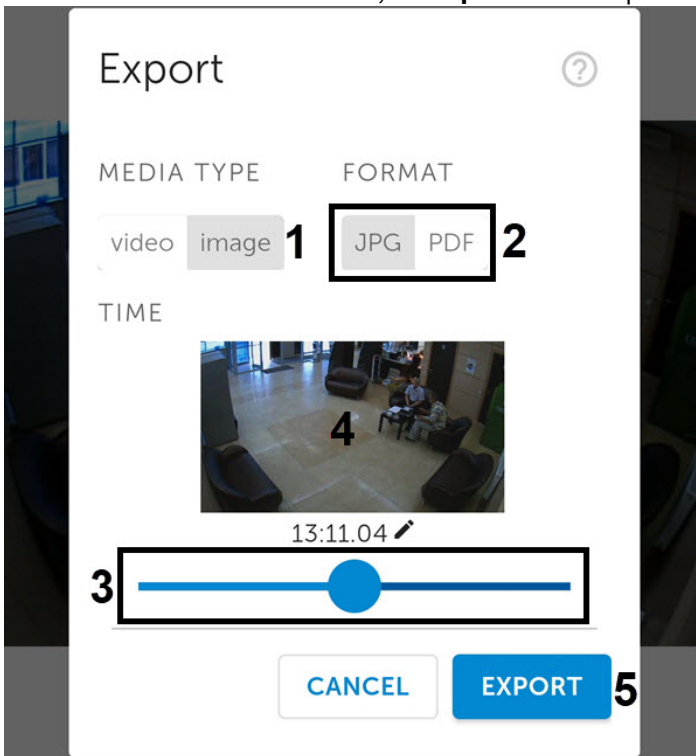 Export ?
MEDIA TYPE FORMAT
video image 1 JPG PDF 2
TIME
4
13:11.04
3
CANCEL EXPORT 5